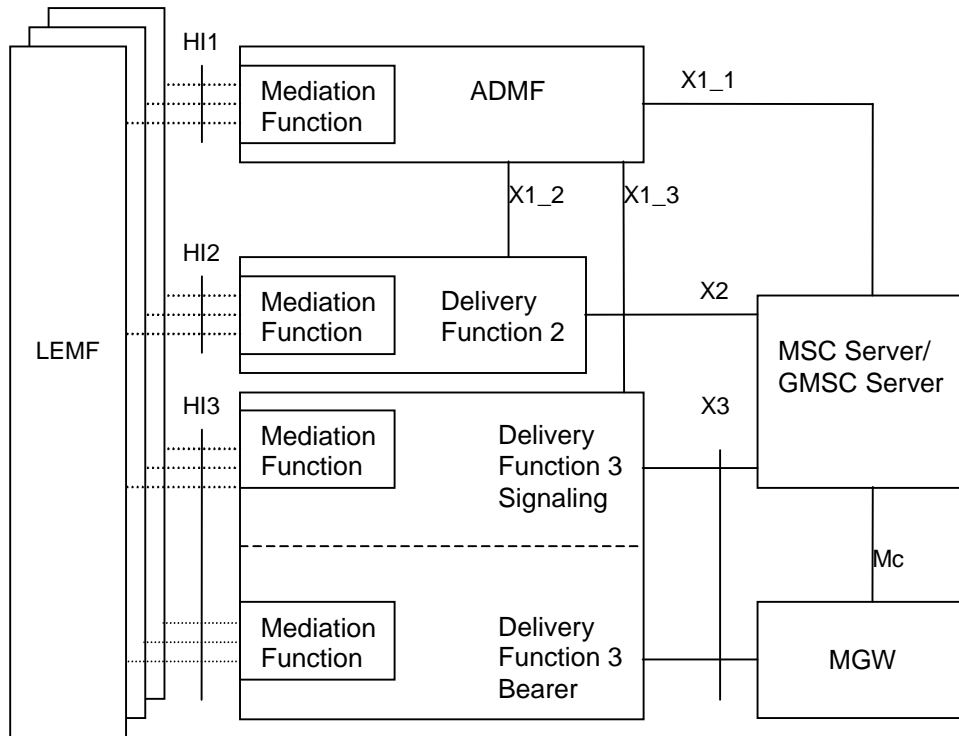 HI1
Mediation
Function
ADMF
X1_1
X1_2
X1_3
HI2
Mediation
Function
Delivery
Function 2
X2
LEMF
MSC Server/
GMSC Server
HI3
Mediation
Function
Delivery
Function 3
Signaling
X3
Mc
Mediation
Function
Delivery
Function 3
Bearer
MGW